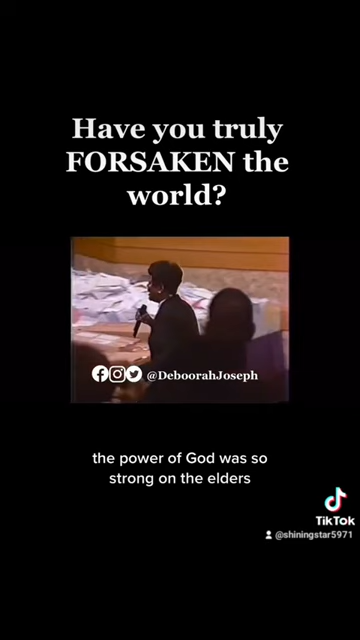 Have you truly
FORSAKEN the
world?
@DeboorahJoseph
the power of God was so
strong on the elders
TikTok
@shiningstar5971